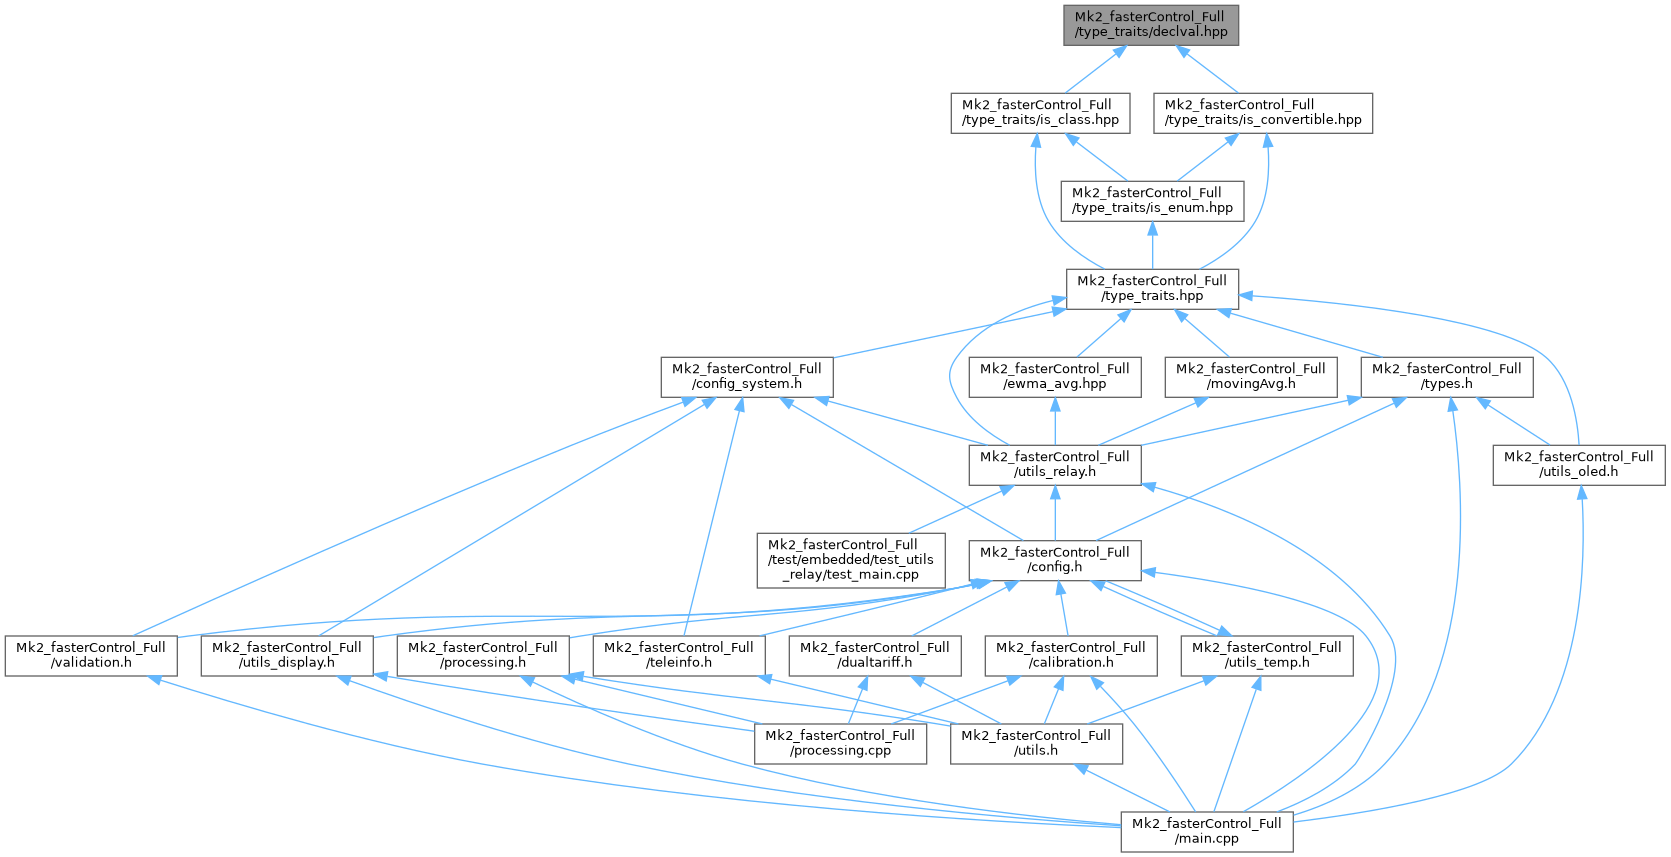 Mk2_fasterControl_Full
/type_traits/declval.hpp
Mk2_fasterControl_Full
/type_traits/is_class.hpp
Mk2_fasterControl_Full
/type_traits/is_convertible.hpp
Mk2_fasterControl_Full
/type_traits/is_enum.hpp
Mk2_fasterControl_Full
/type_traits.hpp
Mk2_fasterControl_Full
/config_system.h
Mk2_fasterControl_Full
/ewma_avg.hpp
Mk2_fasterControl_Full
/movingAvg.h
Mk2_fasterControl_Full
/types.h
Mk2_fasterControl_Full
/utils_relay.h
Mk2_fasterControl_Full
/utils_oled.h
Mk2_fasterControl_Full
/test/embedded/test_utils
_relay/test_main.cpp
Mk2_fasterControl_Full
/config.h
Mk2_fasterControl_Full
/validation.h
Mk2_fasterControl_Full
/utils_display.h
Mk2_fasterControl_Full
/processing.h
Mk2_fasterControl_Full
/teleinfo.h
Mk2_fasterControl_Full
/dualtariff.h
Mk2_fasterControl_Full
/calibration.h
Mk2_fasterControl_Full
/utils_temp.h
Mk2_fasterControl_Full
/processing.cpp
Mk2_fasterControl_Full
/utils.h
Mk2_fasterControl_Full
/main.cpp